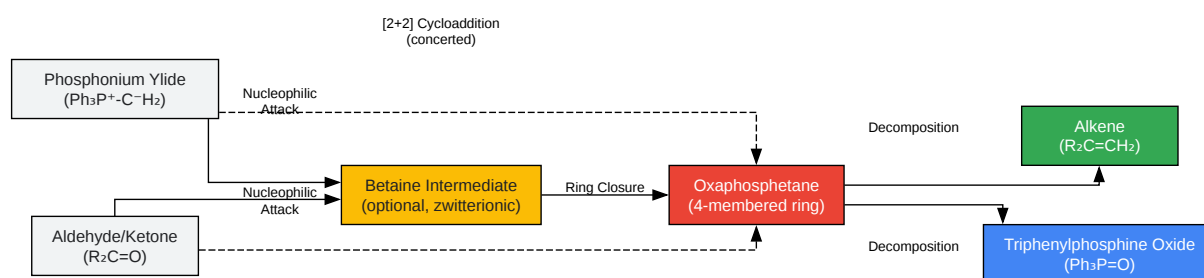 [2+2] Cycloaddition
(concerted)
Phosphonium Ylide
(Ph₃P⁺-C⁻H₂)
Nucleophilic
Attack
Decomposition
Alkene
(R₂C=CH₂)
Nucleophilic
Attack
Betaine Intermediate
(optional, zwitterionic)
Ring Closure
Oxaphosphetane
(4-membered ring)
Aldehyde/Ketone
(R₂C=O)
Decomposition
Triphenylphosphine Oxide
(Ph₃P=O)